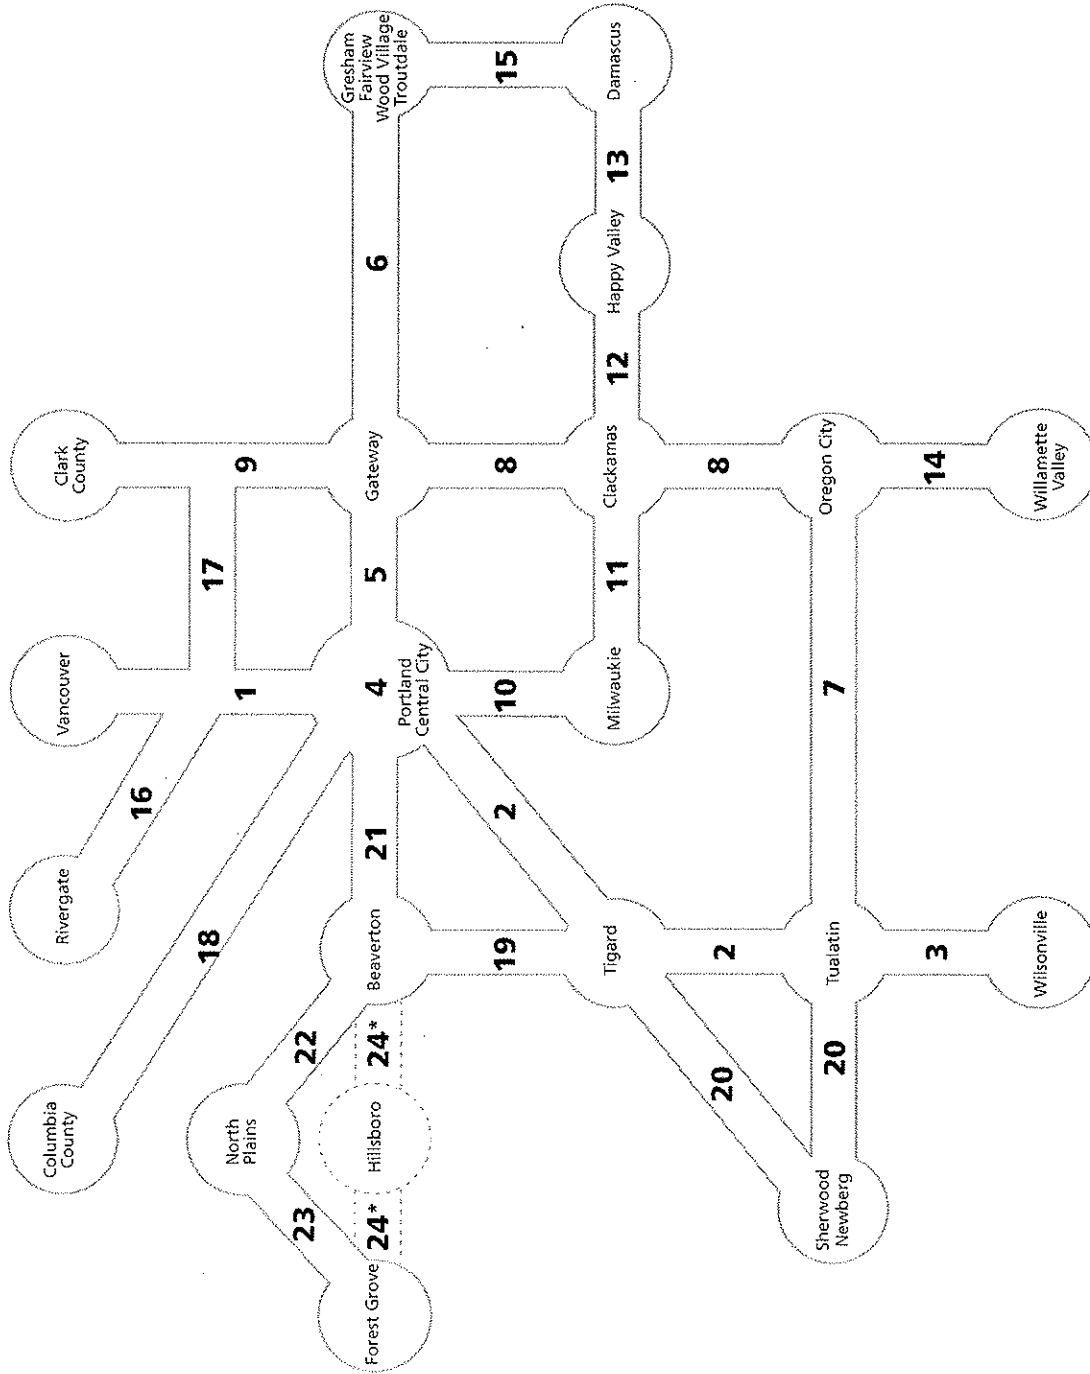 Columbia
County
Rivergate
Vancouver
Clark
County
16
18
1
17
9
North
Plains
23
22
Forest Grove
24*
Hillsboro
24*
Beaverton
21
4
Portland
Central City
5
Gateway
6
Gresham
Fairview
Wood Village
Troutdale
19
2
10
8
15
Tigard
Milwaukie
11
Clackamas
12
Happy Valley
13
Damascus
20
2
8
Sherwood
Newberg
20
Tualatin
7
Oregon City
3
14
Wilsonville
Willamette
Valley